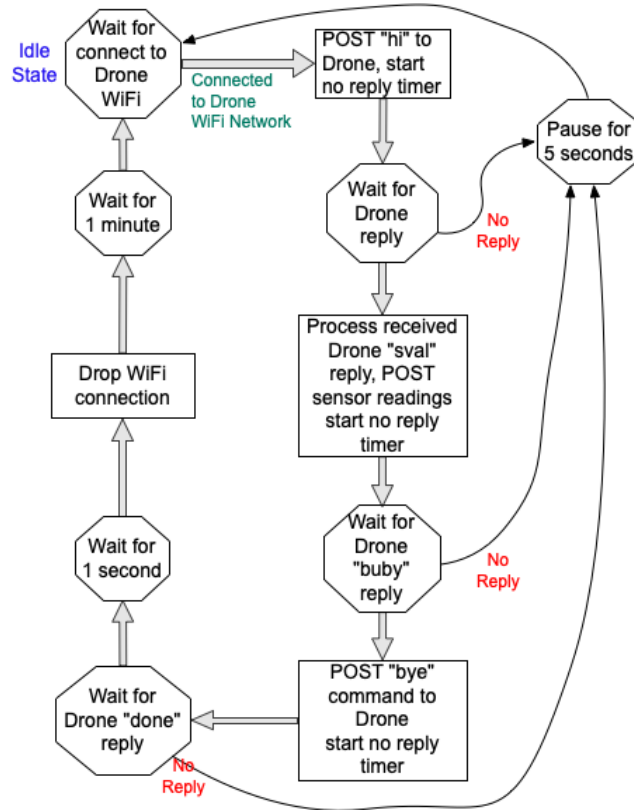 Idle
State
Wait for
connect to
Drone
WiFi
Connected
to Drone
WiFi Network
POST "hi" to
Drone, start
no reply timer
Pause for
5 seconds
Wait for
1 minute
Wait for
Drone
reply
No
Reply
Process received
Drone "sval"
reply, POST
sensor readings
start no reply
timer
Drop WiFi
connection
Wait for
Drone
"buby"
reply
No
Reply
Wait for
1 second
POST "bye"
command to
Drone
start no reply
timer
Wait for
Drone "done"
reply
No
Reply